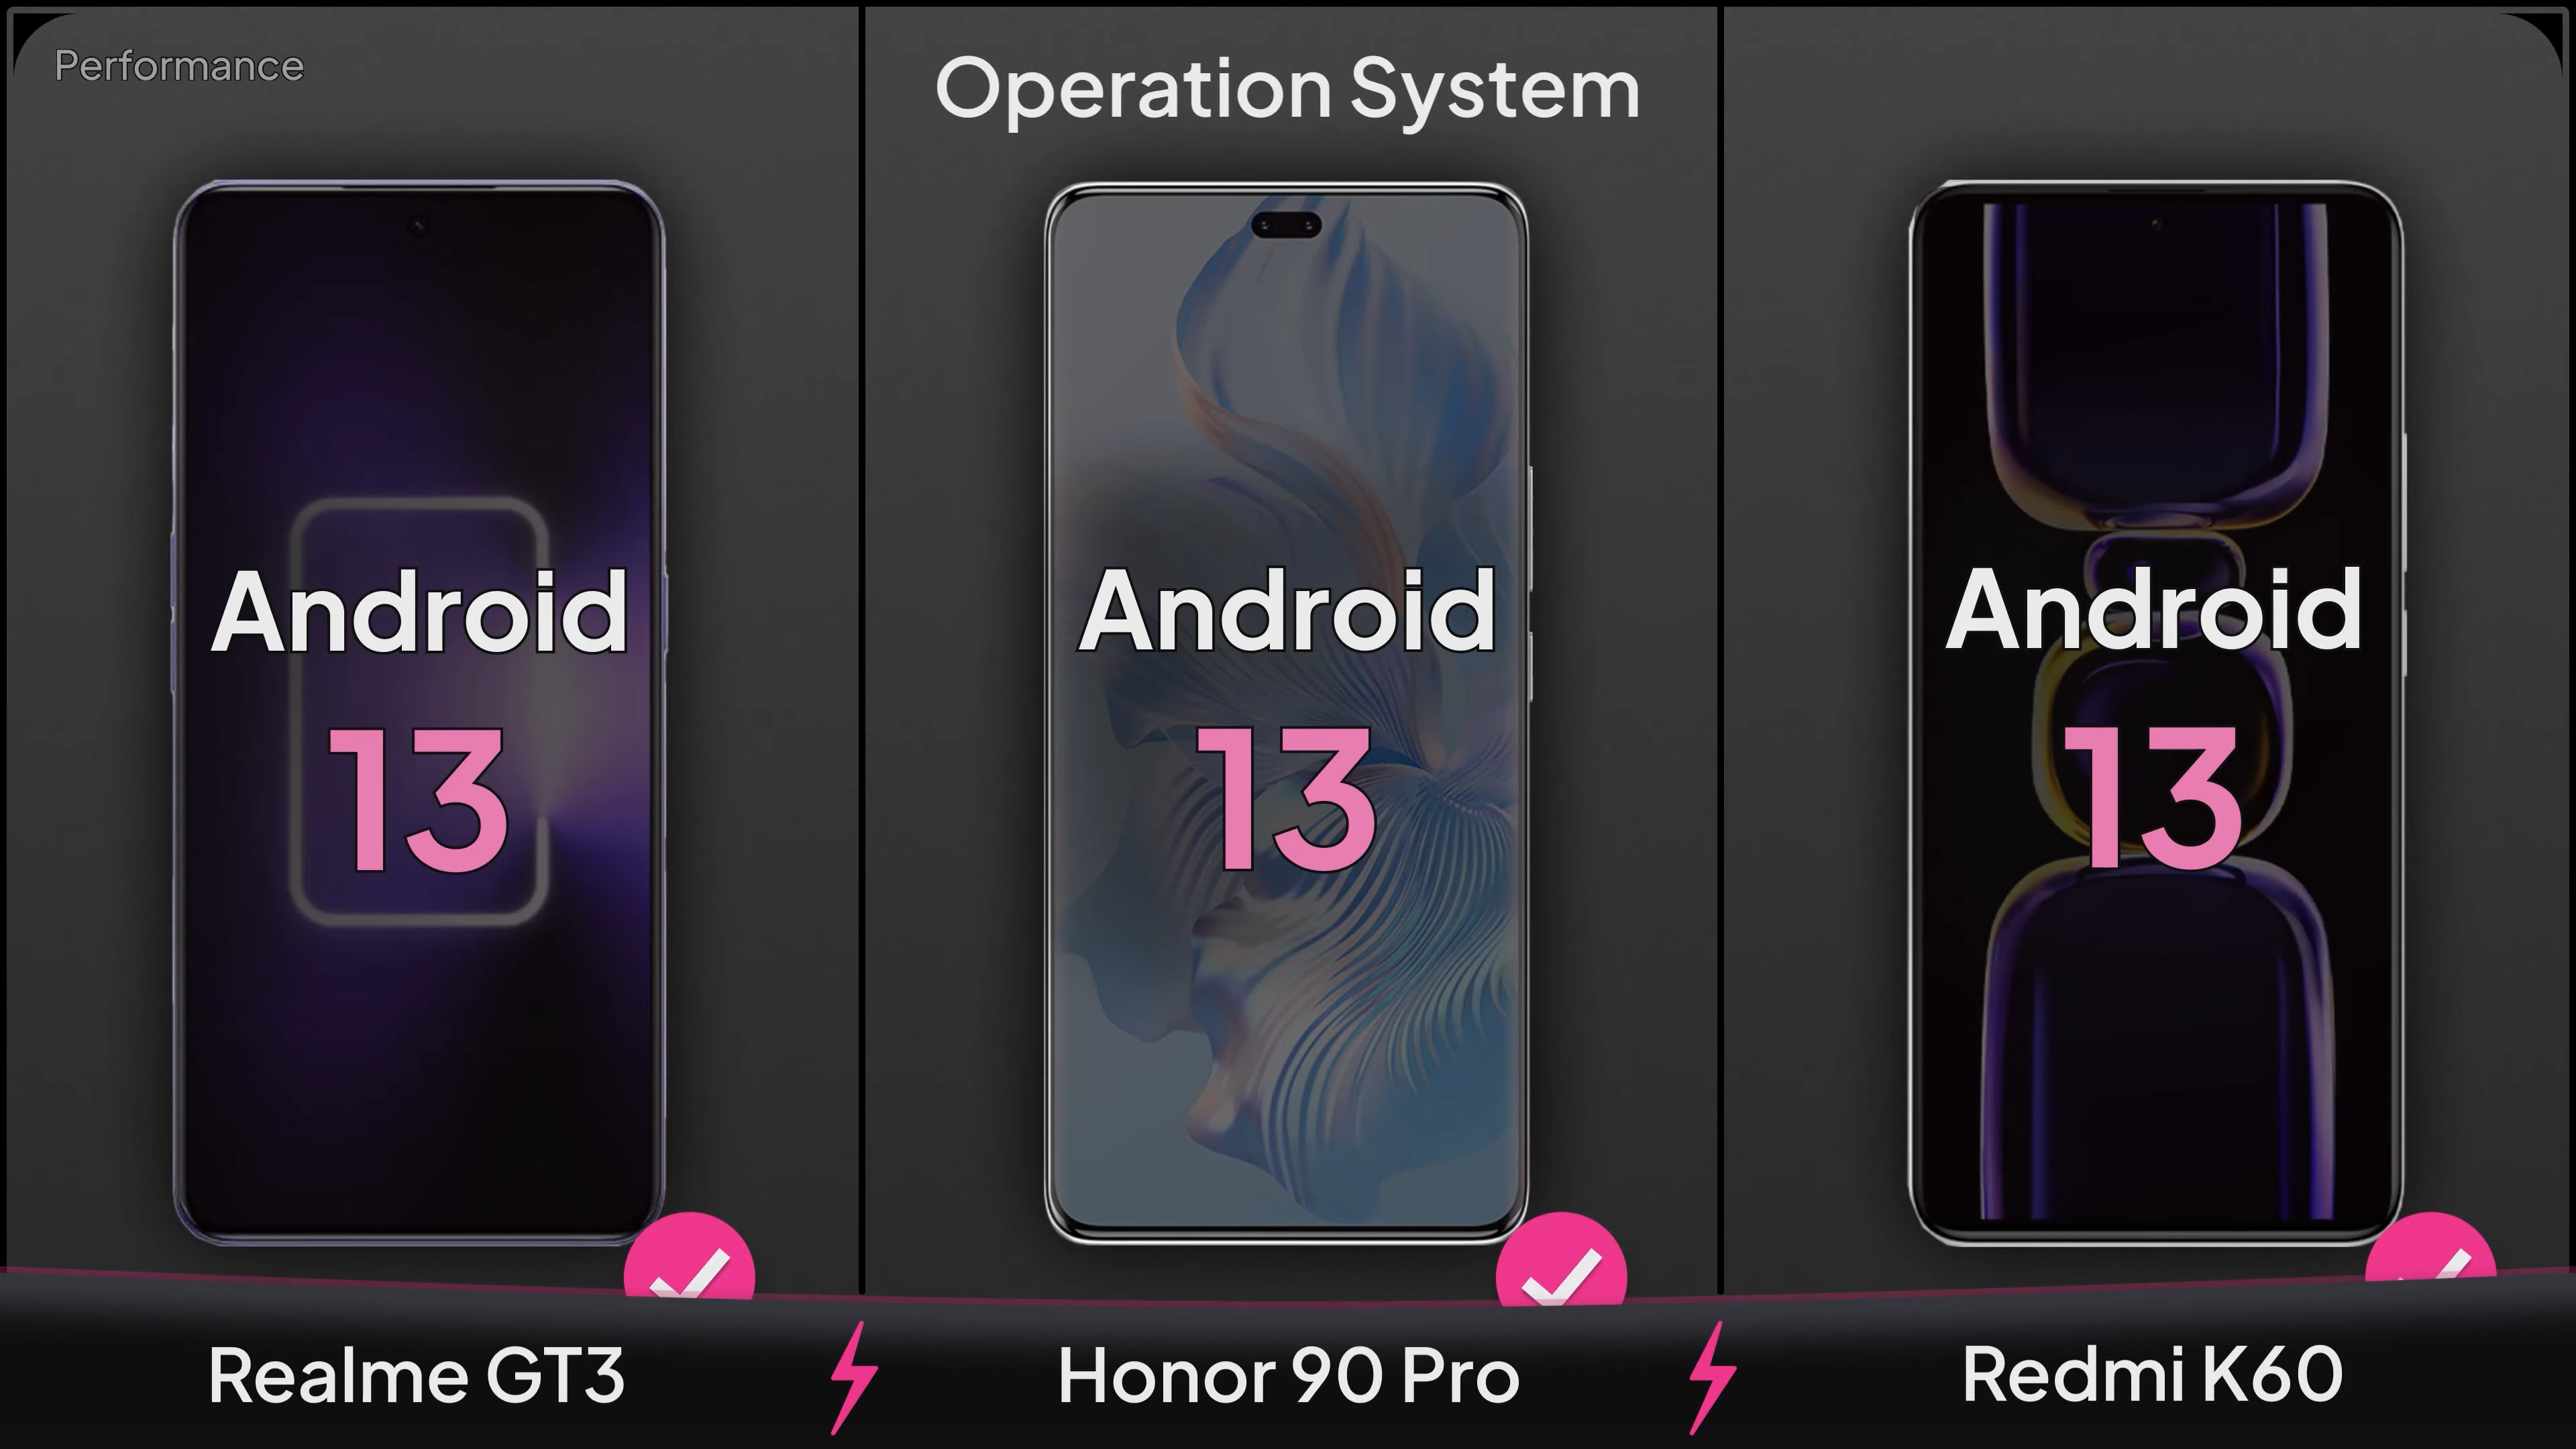 Performance
Operation System
Android
13
Android
13
Android
13
Realme GT3
Honor 90 Pro
Redmi K60